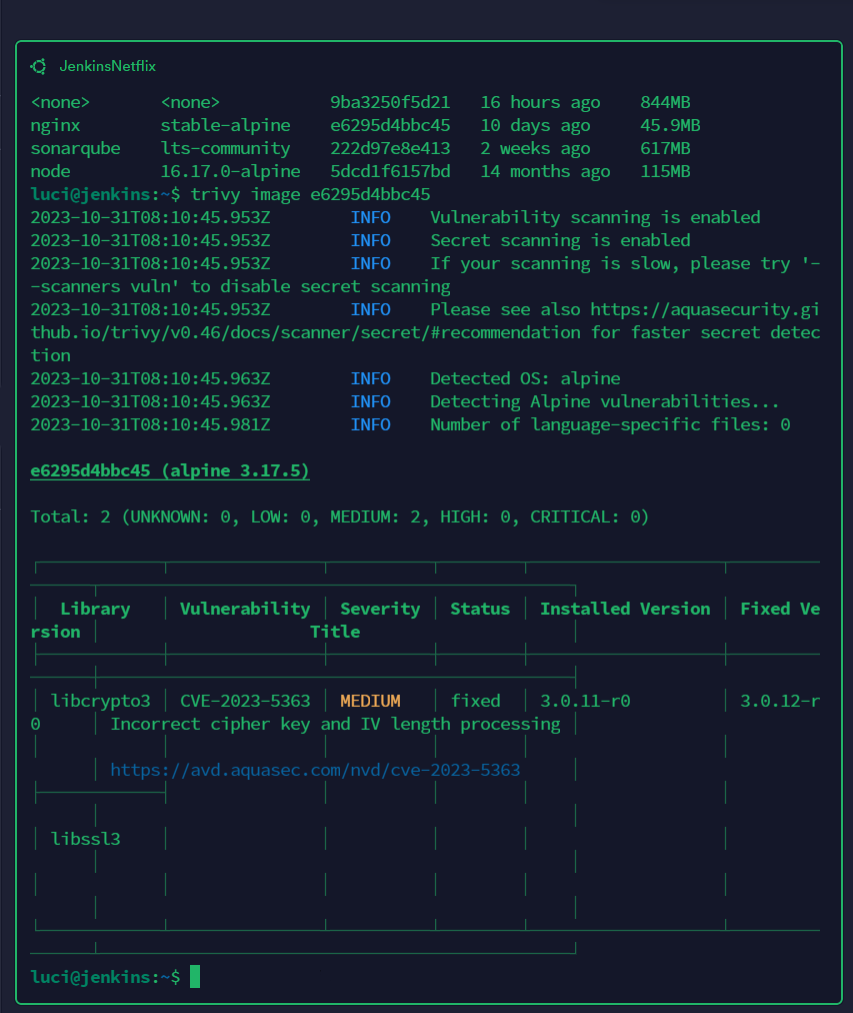 JenkinsNetflix
<none> <none> 9ba3250f5d21 16 hours ago 844MB
nginx stable-alpine e6295d4bbc45 10 days ago 45.9MB
sonarqube lts-community 222d97e8e413 2 weeks ago 617MB
node 16.17.0-alpine 5dcd1f6157bd 14 months ago 115MB
luci@jenkins:~$ trivy image e6295d4bbc45
2023-10-31T08:10:45.953Z INFO Vulnerability scanning is enabled
2023-10-31T08:10:45.953Z INFO Secret scanning is enabled
2023-10-31T08:10:45.953Z INFO If your scanning is slow, please try '-
-scanners vuln' to disable secret scanning
2023-10-31T08:10:45.953Z INFO Please see also https://aquasecurity.gi
thub.io/trivy/v0.46/docs/scanner/secret/#recommendation for faster secret detec
tion
2023-10-31T08:10:45.963Z INFO Detected OS: alpine
2023-10-31T08:10:45.963Z INFO Detecting Alpine vulnerabilities...
2023-10-31T08:10:45.981Z INFO Number of language-specific files: 0
e6295d4bbc45 (alpine 3.17.5)
Total: 2 (UNKNOWN: 0, LOW: 0, MEDIUM: 2, HIGH: 0, CRITICAL: 0)
Library Vulnerability Severity Status Installed Version Fixed Ve
rsion Title
libcrypto3 CVE-2023-5363 MEDIUM fixed 3.0.11-r0 3.0.12-r
0 Incorrect cipher key and IV length processing
https://avd.aquasec.com/nvd/cve-2023-5363
libssl3
luci@jenkins:~$